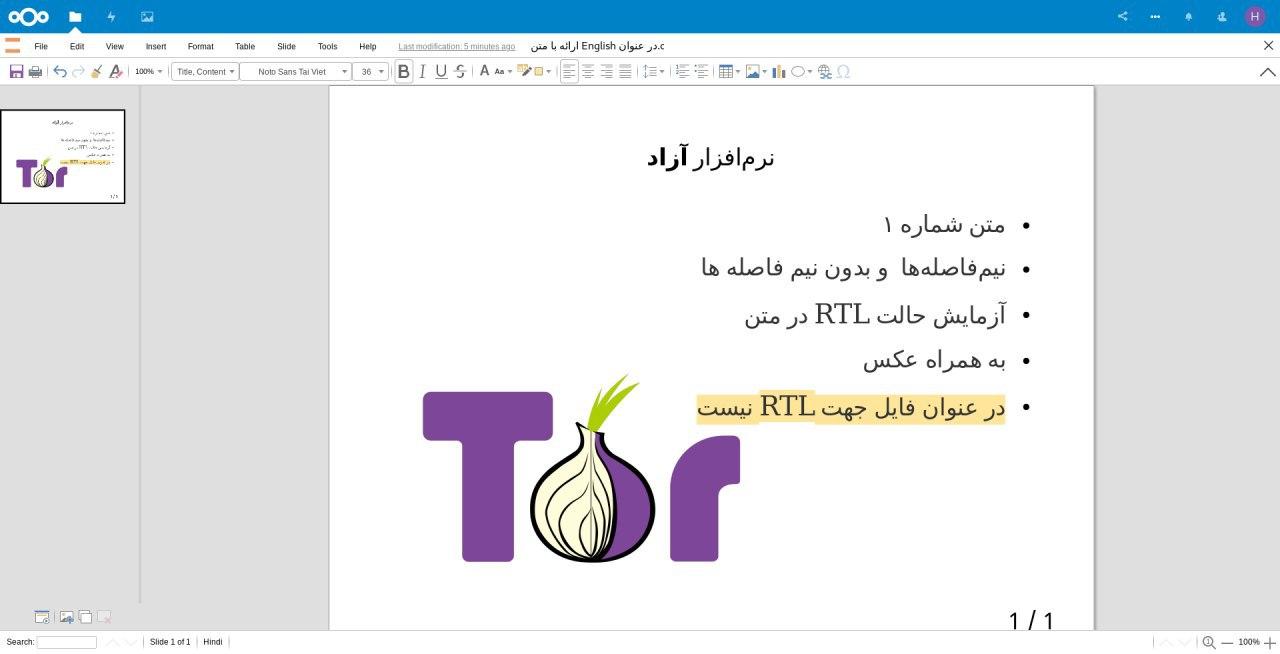 H
File Edit View Insert Format Table Slide Tools Help Last modification: 5 minutes ago در عنوان English ارائه با متن.c
100% Title, Content Noto Sans Tai Viet 36 B I U S A Aa
نرم‌افزار آزاد
• متن شماره ۱
• نیم‌فاصله‌ها و بدون نیم فاصله ها
• آزمایش حالت RTL در متن
• به همراه عکس
• در عنوان فایل جهت RTL نیست
Tor
1 / 1
Search: Slide 1 of 1 Hindi 100%